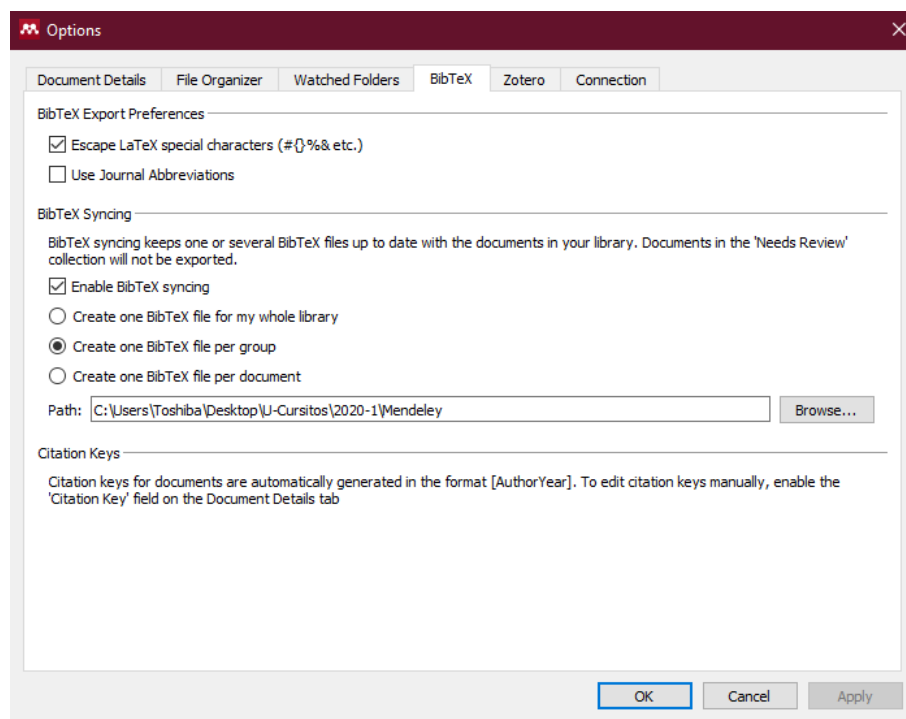 Options
Document Details File Organizer Watched Folders BibTeX Zotero Connection
BibTeX Export Preferences
Escape LaTeX special characters (#{}%& etc.)
Use Journal Abbreviations
BibTeX Syncing
BibTeX syncing keeps one or several BibTeX files up to date with the documents in your library. Documents in the 'Needs Review'
collection will not be exported.
Enable BibTeX syncing
Create one BibTeX file for my whole library
Create one BibTeX file per group
Create one BibTeX file per document
Path: C:\Users\Toshiba\Desktop\U-Cursitos\2020-1\Mendeley Browse...
Citation Keys
Citation keys for documents are automatically generated in the format [AuthorYear]. To edit citation keys manually, enable the
'Citation Key' field on the Document Details tab
OK Cancel Apply